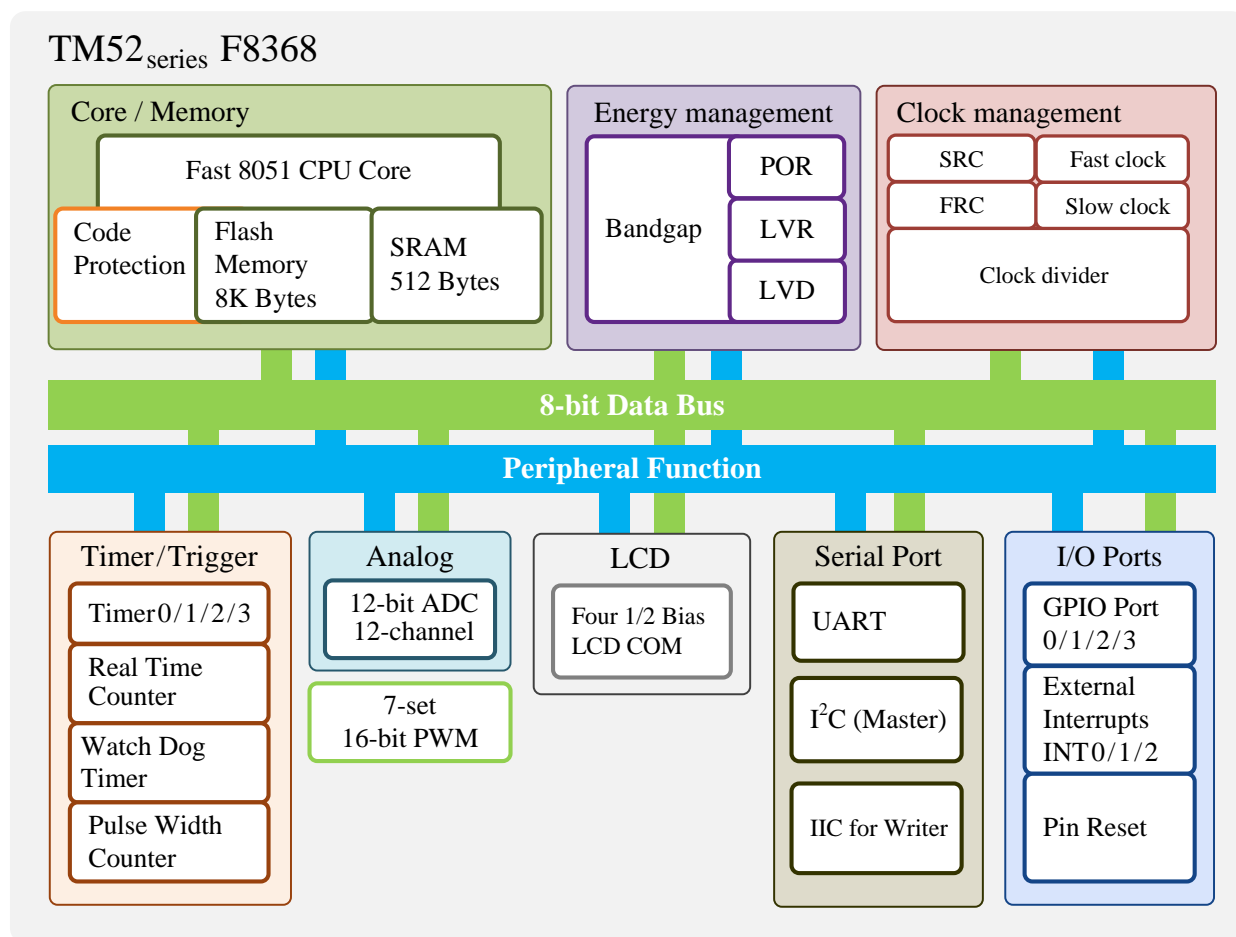 TM52series F8368
Core / Memory
Fast 8051 CPU Core
Code
Protection
Flash
Memory
8K Bytes
SRAM
512 Bytes
Energy management
Bandgap
POR
LVR
LVD
Clock management
SRC
Fast clock
FRC
Slow clock
Clock divider
8-bit Data Bus
Peripheral Function
Timer/Trigger
Timer0/1/2/3
Real Time
Counter
Watch Dog
Timer
Pulse Width
Counter
Analog
12-bit ADC
12-channel
7-set
16-bit PWM
LCD
Four 1/2 Bias
LCD COM
Serial Port
UART
I²C (Master)
IIC for Writer
I/O Ports
GPIO Port
0/1/2/3
External
Interrupts
INT0/1/2
Pin Reset